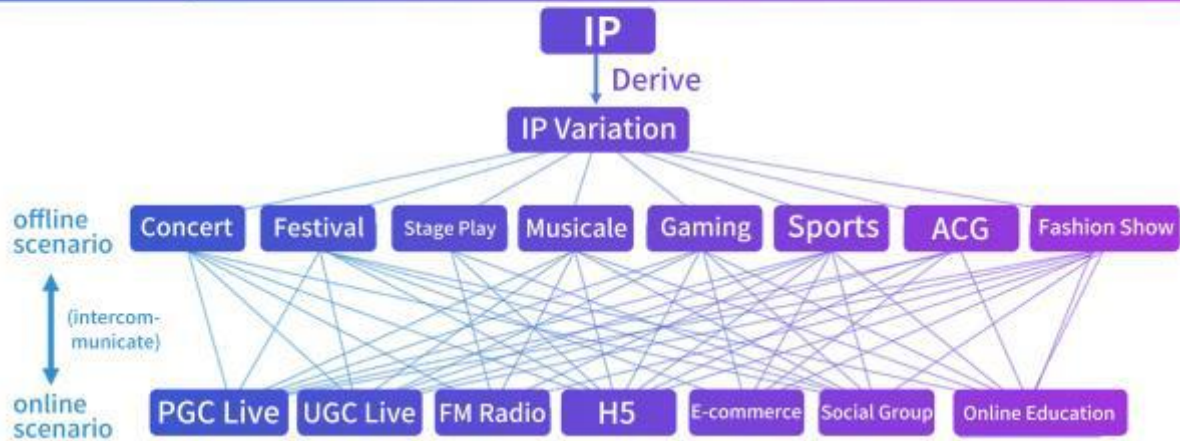 IP
Derive
IP Variation
offline
scenario
Concert
Festival
Stage Play
Musicale
Gaming
Sports
ACG
Fashion Show
(intercom-
municate)
online
scenario
PGC Live
UGC Live
FM Radio
H5
E-commerce
Social Group
Online Education